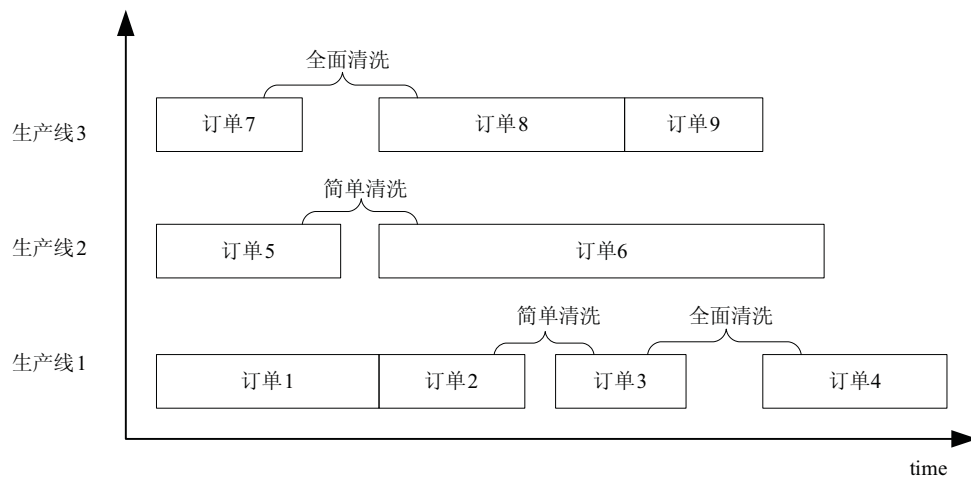 全面清洗
生产线3
订单7
订单8
订单9
简单清洗
生产线2
订单5
订单6
简单清洗
全面清洗
生产线1
订单1
订单2
订单3
订单4
time